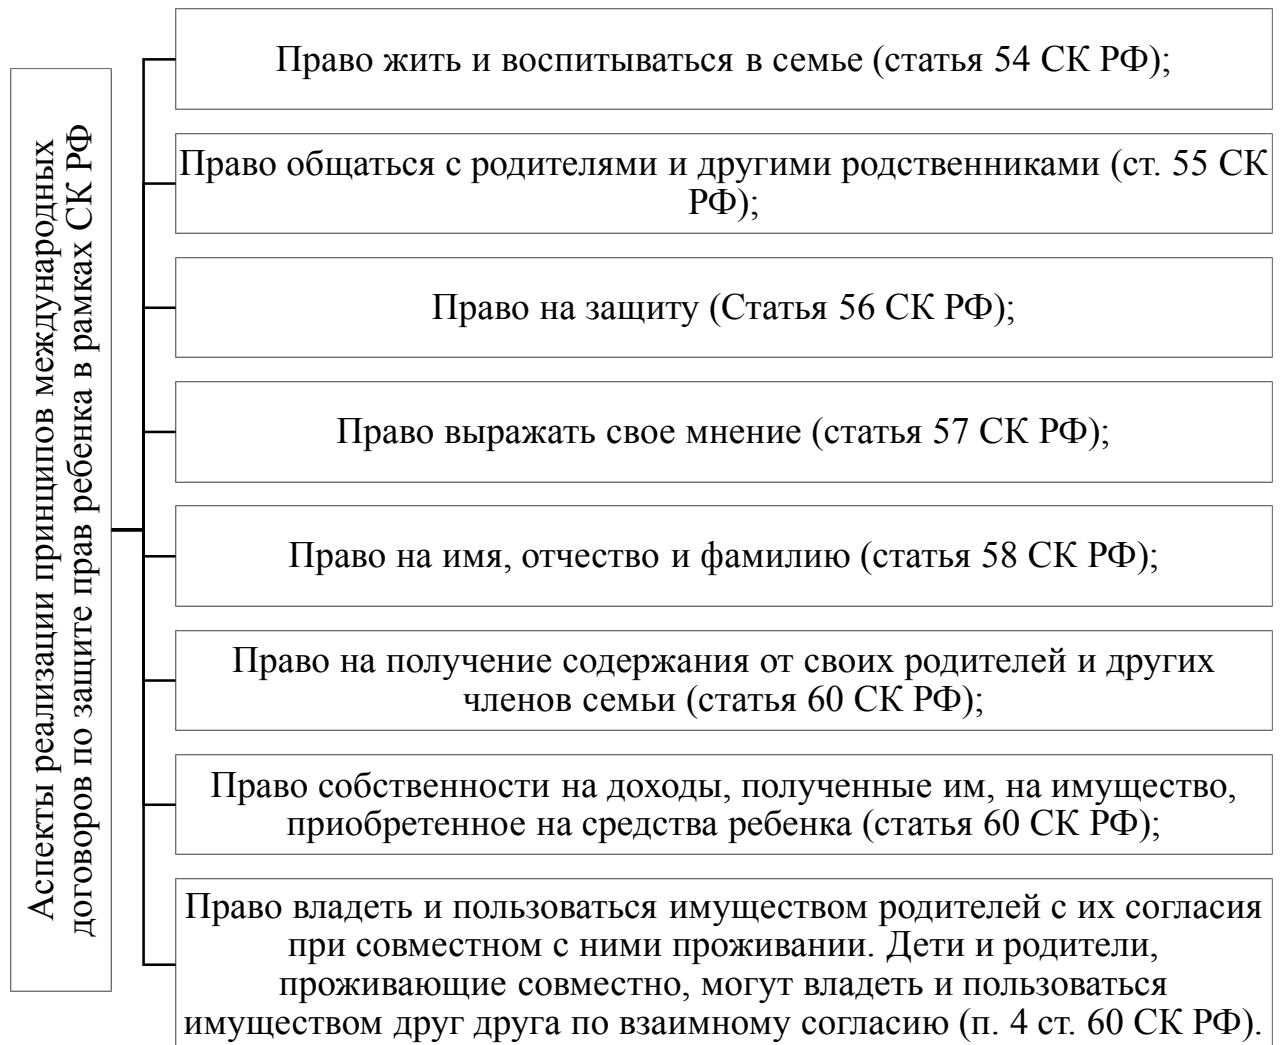 Аспекты реализации принципов международных
договоров по защите прав ребенка в рамках СК РФ
Право жить и воспитываться в семье (статья 54 СК РФ);
Право общаться с родителями и другими родственниками (ст. 55 СК
РФ);
Право на защиту (Статья 56 СК РФ);
Право выражать свое мнение (статья 57 СК РФ);
Право на имя, отчество и фамилию (статья 58 СК РФ);
Право на получение содержания от своих родителей и других
членов семьи (статья 60 СК РФ);
Право собственности на доходы, полученные им, на имущество,
приобретенное на средства ребенка (статья 60 СК РФ);
Право владеть и пользоваться имуществом родителей с их согласия
при совместном с ними проживании. Дети и родители,
проживающие совместно, могут владеть и пользоваться
имуществом друг друга по взаимному согласию (п. 4 ст. 60 СК РФ).